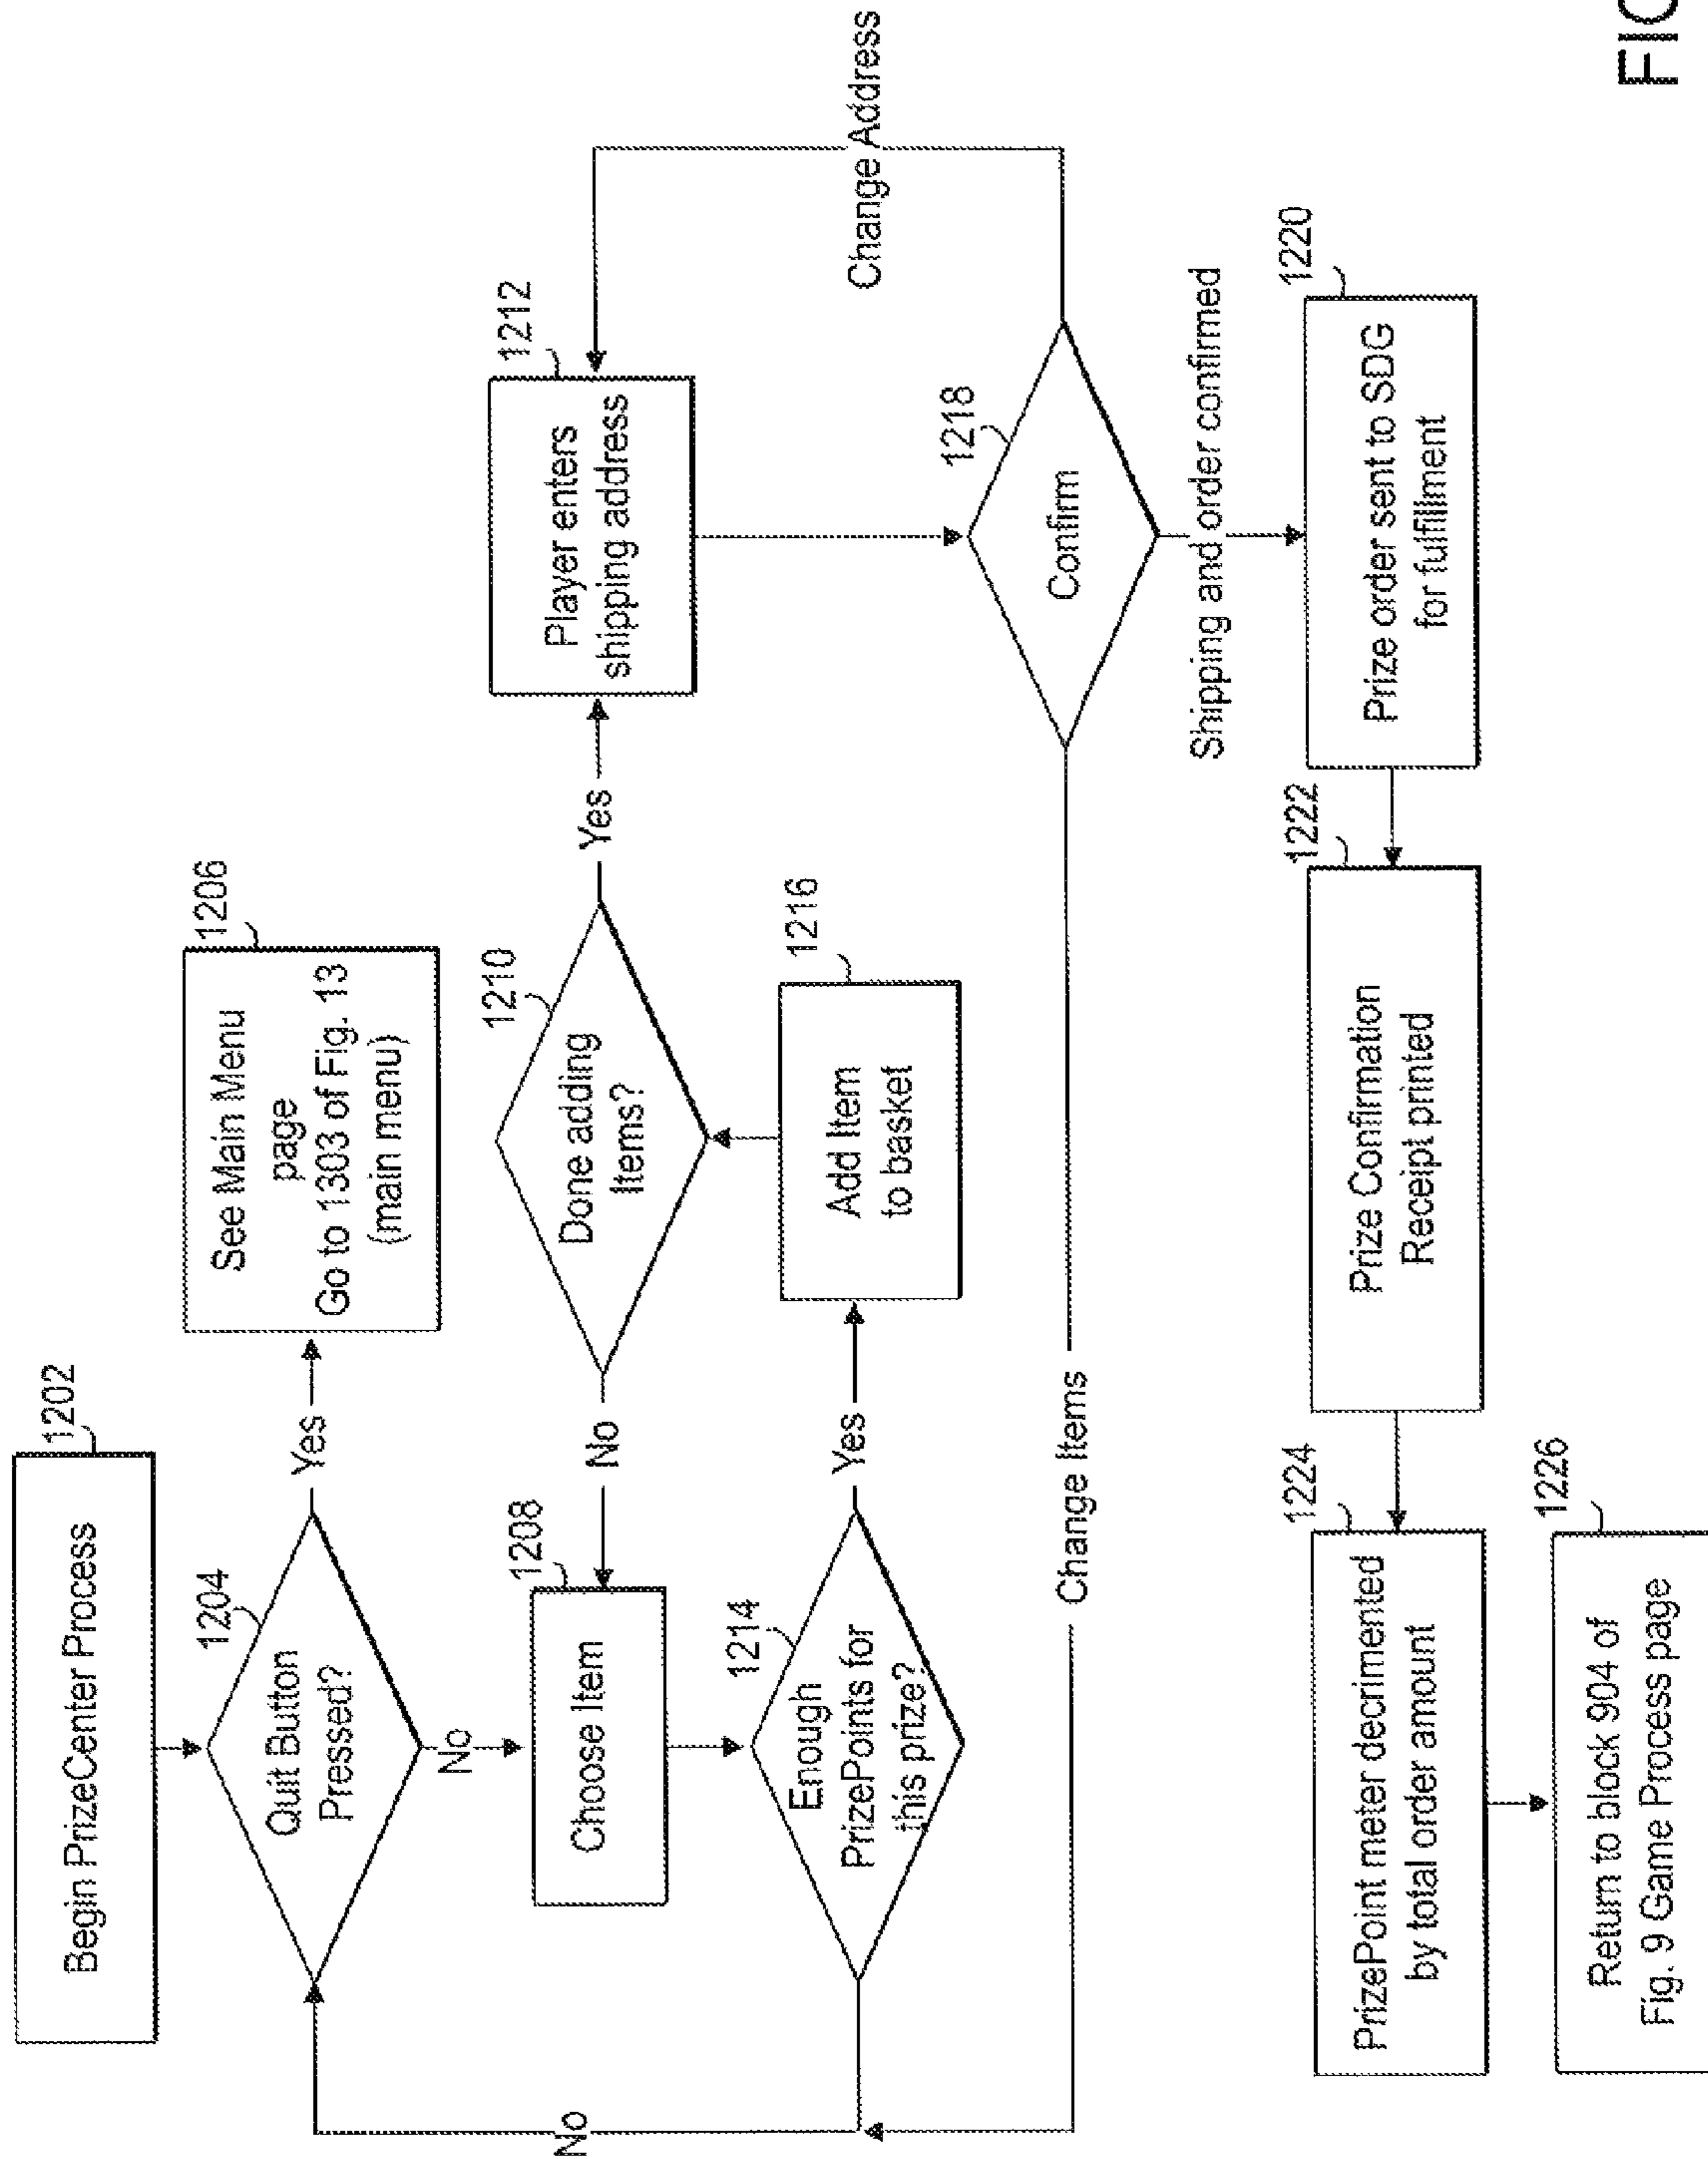 Begin PrizeCenter Process
1202
Quit Button
Pressed?
1204
Yes
See Main Menu
page
Go to 1303 of Fig. 13
(main menu)
1206
No
Choose Item
1208
No
Done adding
Items?
1210
Yes
Player enters
shipping address
1212
Enough
PrizePoints for
this prize?
1214
Yes
Add Item
to basket
1216
No
Change Address
Confirm
1218
Change Items
Shipping and order confirmed
Prize order sent to SDG
for fulfillment
1220
Prize Confirmation
Receipt printed
1222
PrizePoint meter decrimented
by total order amount
1224
Return to block 904 of
Fig. 9 Game Process page
1226